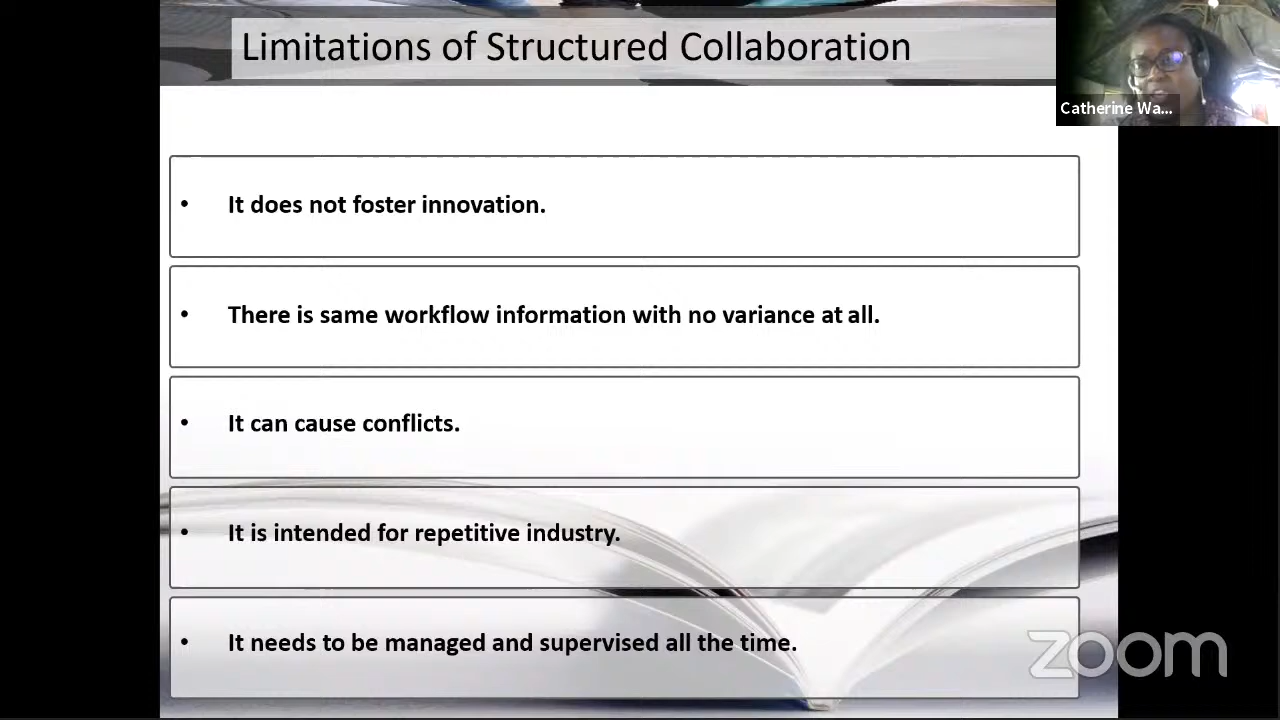 Limitations of Structured Collaboration
Catherine Wa...
• It does not foster innovation.
• There is same workflow information with no variance at all.
• It can cause conflicts.
• It is intended for repetitive industry.
• It needs to be managed and supervised all the time.
zoom